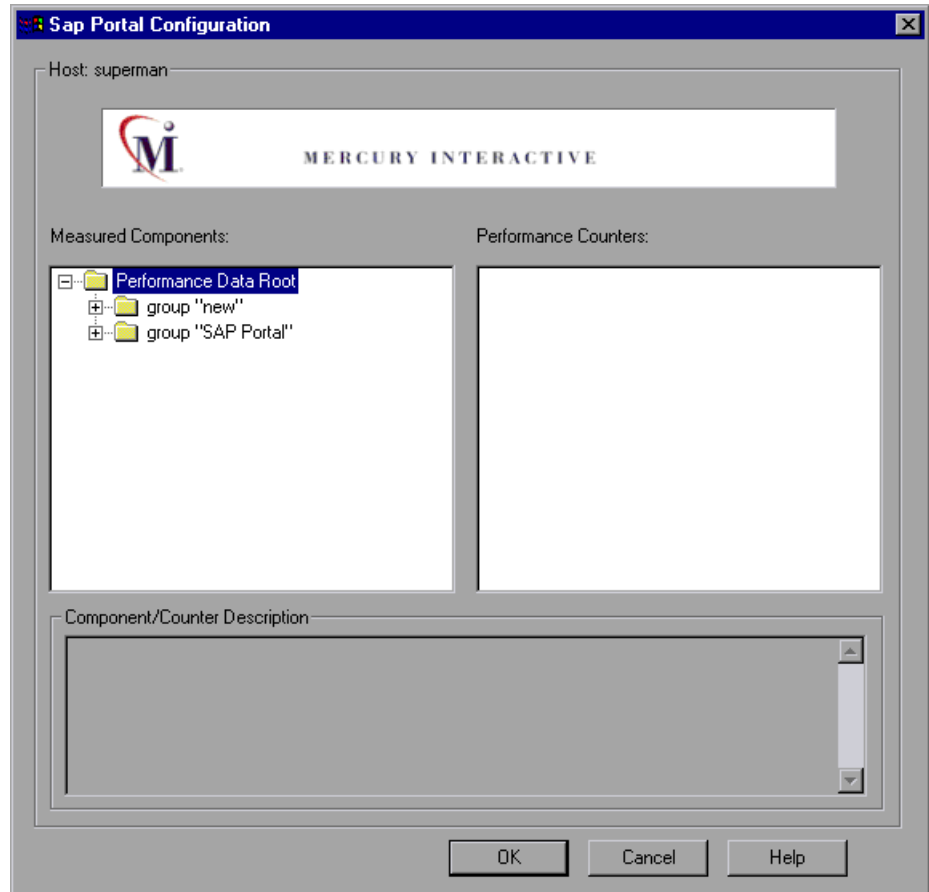 Sap Portal Configuration
Host: superman
M
MERCURY INTERACTIVE
Measured Components:
Performance Counters:
Performance Data Root
group "new"
group "SAP Portal"
Component/Counter Description
OK
Cancel
Help